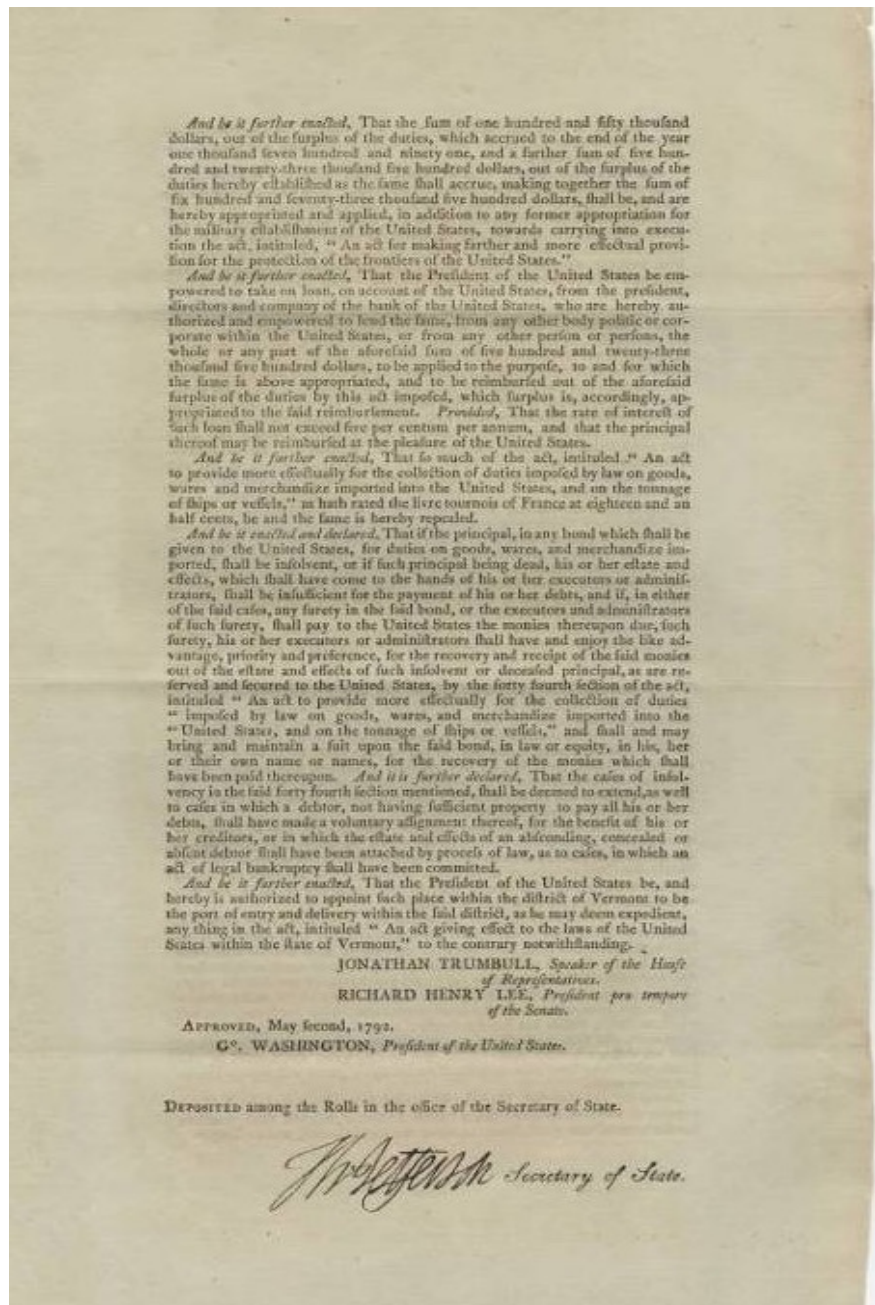 And be it further enacted, That the ſum of one hundred and fifty thouſand
dollars, out of the ſurplus of the duties, which accrued to the end of the year
one thouſand ſeven hundred and ninety one, and a further ſum of five hun-
dred and twenty-three thouſand five hundred dollars, out of the ſurplus of the
duties hereby eſtabliſhed as the ſame ſhall accrue, making together the ſum of
ſix hundred and ſeventy-three thouſand five hundred dollars, ſhall be, and are
hereby appropriated and applied, in addition to any former appropriation for
the military eſtabliſhment of the United States, towards carrying into execu-
tion the act, intituled, “ An act for making farther and more effectual provi-
ſion for the protection of the frontiers of the United States.”
And be it further enacted, That the Preſident of the United States be em-
powered to take on loan, on account of the United States, from the preſident,
directors and company of the bank of the United States, who are hereby au-
thorized and empowered to lend the ſame, from any other body politic or cor-
porate within the United States, or from any other perſon or perſons, the
whole or any part of the aforeſaid ſum of five hundred and twenty-three
thouſand five hundred dollars, to be applied to the purpoſe, to and for which
the ſame is above appropriated, and to be reimburſed out of the aforeſaid
ſurplus of the duties by this act impoſed, which ſurplus is, accordingly, ap-
propriated to the ſaid reimburſement. Provided, That the rate of intereſt of
ſuch loan ſhall not exceed five per centum per annum, and that the principal
thereof may be reimburſed at the pleaſure of the United States.
And be it further enacted, That ſo much of the act, intituled “ An act
to provide more effectually for the collection of duties impoſed by law on goods,
wares and merchandize imported into the United States, and on the tonnage
of ſhips or veſſels,” as hath rated the livre tournois of France at eighteen and an
half cents, be and the ſame is hereby repealed.
And be it enacted and declared, That if the principal, in any bond which ſhall be
given to the United States, for duties on goods, wares, and merchandize im-
ported, ſhall be inſolvent, or if ſuch principal being dead, his or her eſtate and
effects, which ſhall have come to the hands of his or her executors or adminiſ-
trators, ſhall be inſufficient for the payment of his or her debts, and if, in either
of the ſaid caſes, any ſurety in the ſaid bond, or the executors and adminiſtrators
of ſuch ſurety, ſhall pay to the United States the monies thereupon due, ſuch
ſurety, his or her executors or adminiſtrators ſhall have and enjoy the like ad-
vantage, priority and preference, for the recovery and receipt of the ſaid monies
out of the eſtate and effects of ſuch inſolvent or deceaſed principal, as are re-
ſerved and ſecured to the United States, by the forty fourth ſection of the act,
intituled “ An act to provide more effectually for the collection of duties
“ impoſed by law on goods, wares, and merchandize imported into the
“ United States, and on the tonnage of ſhips or veſſels,” and ſhall and may
bring and maintain a ſuit upon the ſaid bond, in law or equity, in his, her
or their own name or names, for the recovery of the monies which ſhall
have been paid thereupon. And it is further declared, That the caſes of inſol-
vency in the ſaid forty fourth ſection mentioned, ſhall be deemed to extend, as well
to caſes in which a debtor, not having ſufficient property to pay all his or her
debts, ſhall have made a voluntary aſſignment thereof, for the benefit of his or
her creditors, or in which the eſtate and effects of an abſconding, concealed or
abſent debtor ſhall have been attached by proceſs of law, as to caſes, in which an
act of legal bankruptcy ſhall have been committed.
And be it further enacted, That the Preſident of the United States be, and
hereby is authorized to appoint ſuch place within the diſtrict of Vermont to be
the port of entry and delivery within the ſaid diſtrict, as he may deem expedient,
any thing in the act, intituled “ An act giving effect to the laws of the United
States within the ſtate of Vermont,” to the contrary notwithſtanding.
JONATHAN TRUMBULL, Speaker of the Houſe
of Repreſentatives.
RICHARD HENRY LEE, Preſident pro tempore
of the Senate.
APPROVED, May ſecond, 1792.
Gº. WASHINGTON, Preſident of the United States.
DEPOSITED among the Rolls in the office of the Secretary of State.
Th: Jefferson Secretary of State.